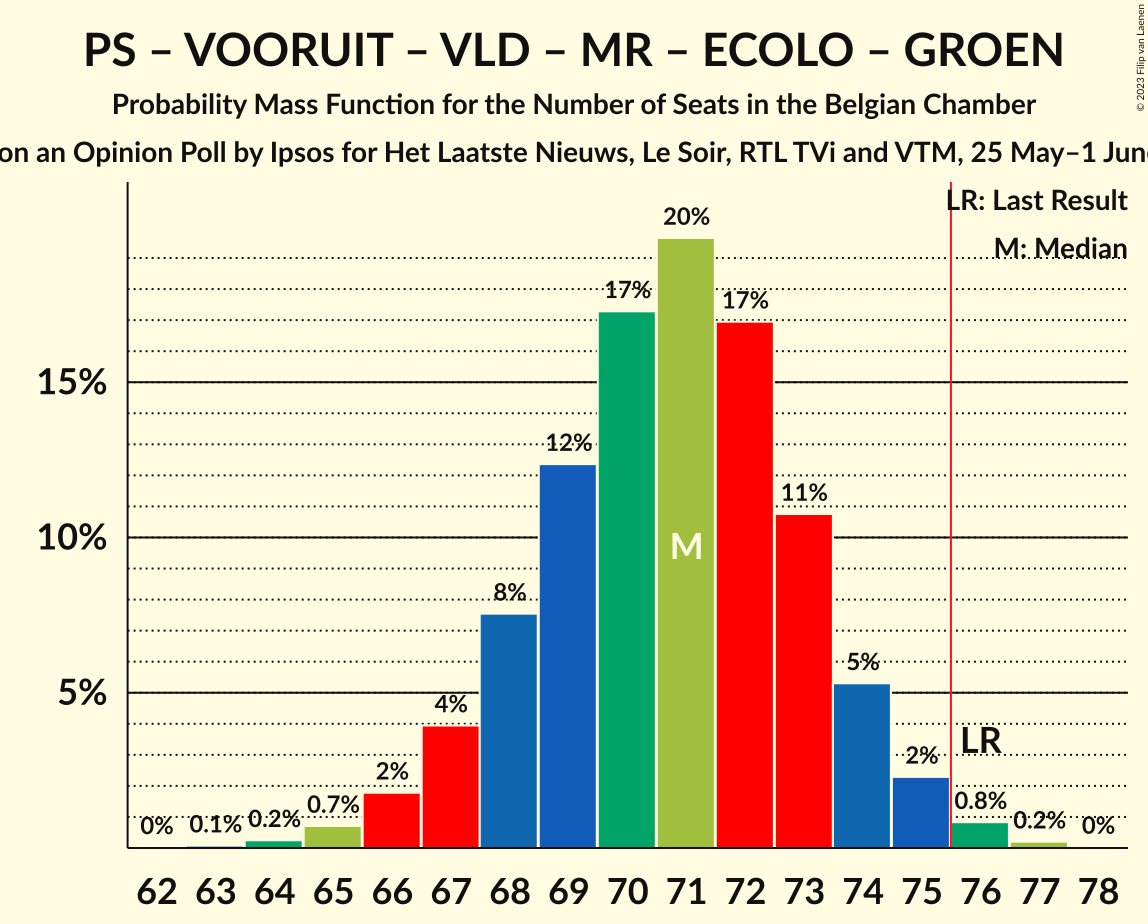 PS – VOORUIT – VLD – MR – ECOLO – GROEN
Probability Mass Function for the Number of Seats in the Belgian Chamber
on an Opinion Poll by Ipsos for Het Laatste Nieuws, Le Soir, RTL TVi and VTM, 25 May–1 June
© 2023 Filip van Laenen
LR: Last Result
M: Median
20%
17%
17%
15%
12%
11%
10%
M
8%
5%
5%
4%
LR
2%
2%
0% 0.1% 0.2% 0.7% 0.8% 0.2% 0%
62 63 64 65 66 67 68 69 70 71 72 73 74 75 76 77 78